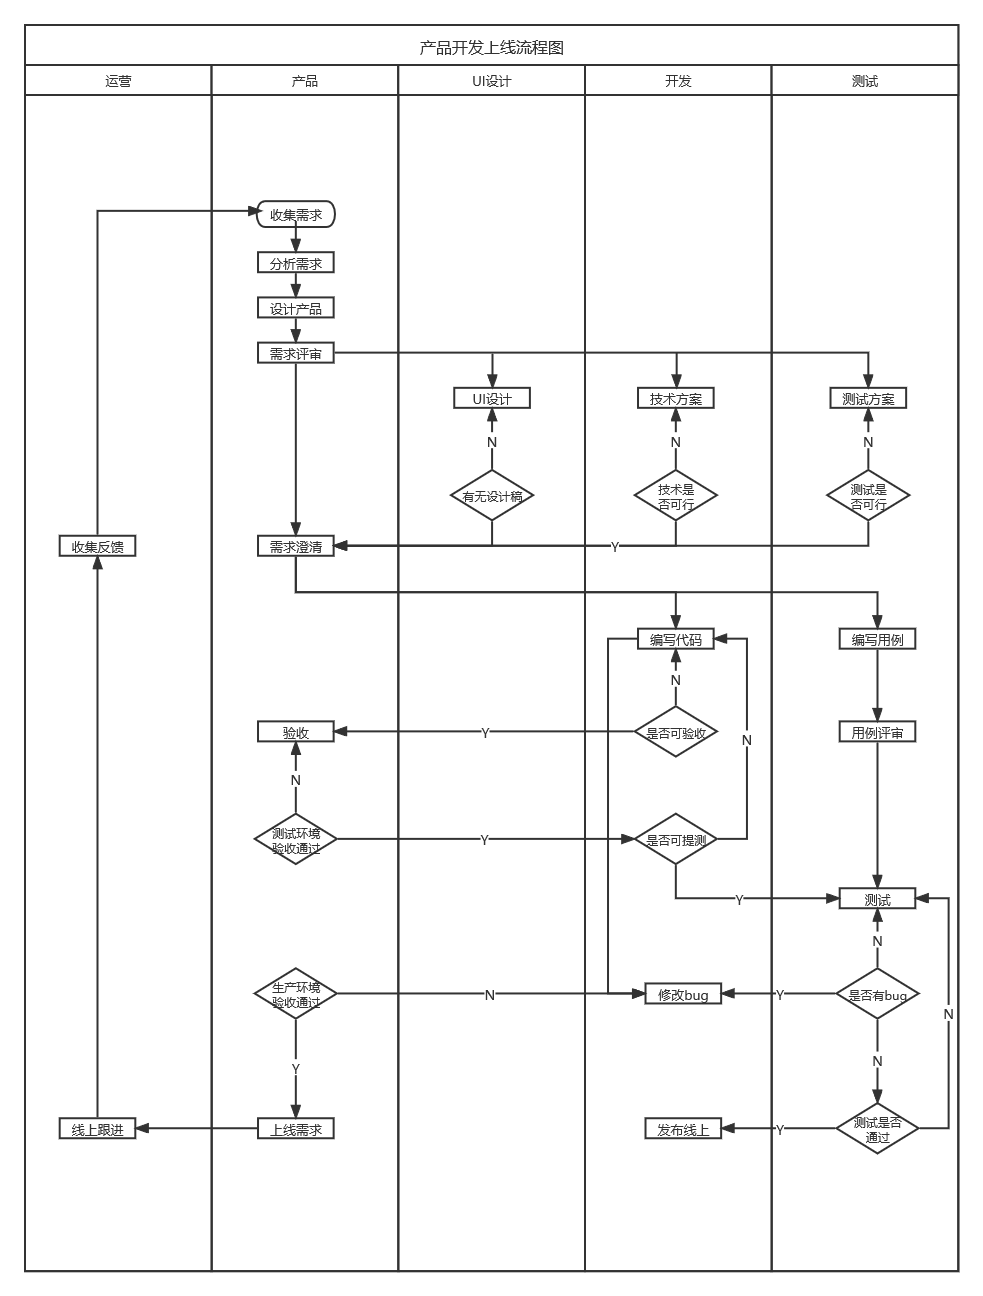 产品开发上线流程图
运营
产品
UI设计
开发
测试
收集需求
分析需求
设计产品
需求评审
UI设计
技术方案
测试方案
N
N
N
有无设计稿
技术是
否可行
测试是
否可行
收集反馈
需求澄清
Y
编写代码
编写用例
N
验收
Y
是否可验收
N
用例评审
N
测试环境
验收通过
Y
是否可提测
Y
测试
N
生产环境
验收通过
N
修改bug
Y
是否有bug
N
Y
N
线上跟进
上线需求
发布线上
Y
测试是否
通过